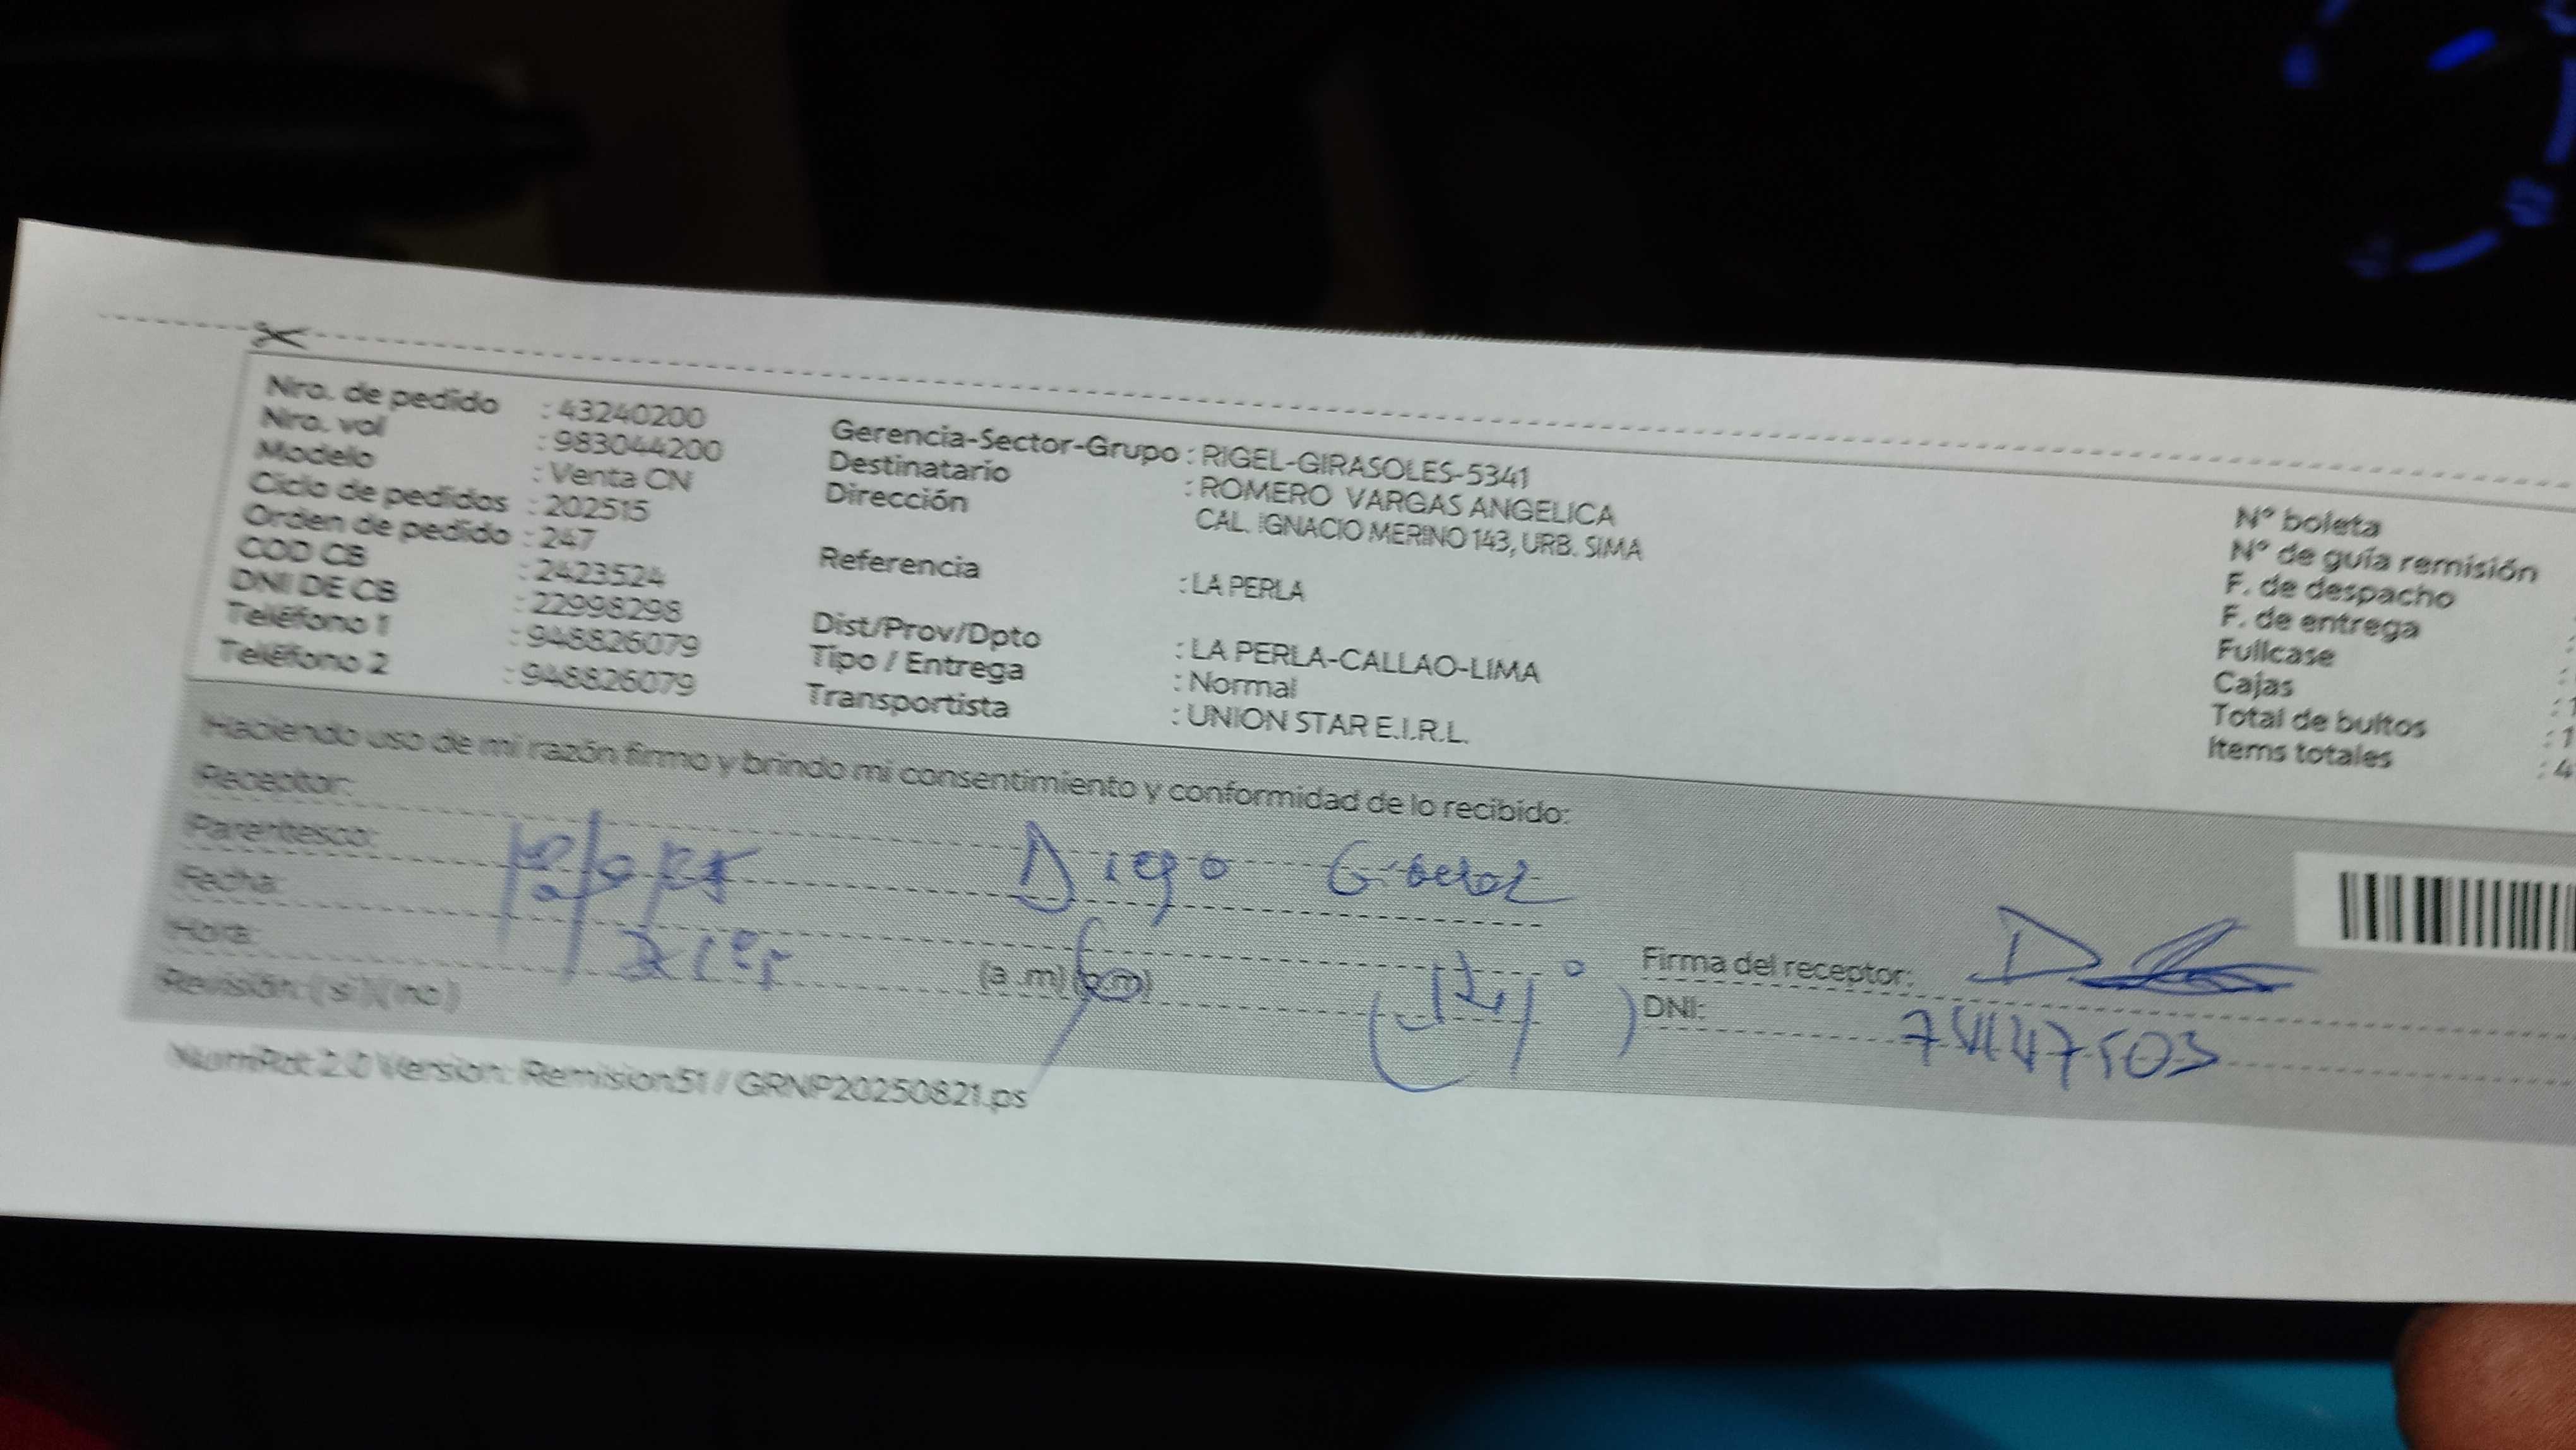 Nro. de pedido : 43240200
Nro. vol : 983044200
Modelo : Venta CN
Ciclo de pedidos : 202515
Orden de pedido : 247
COD CB : 2423524
DNI DE CB : 22998298
Teléfono 1 : 948826079
Teléfono 2 : 948826079
Gerencia-Sector-Grupo : RIGEL-GIRASOLES-5341
Destinatario : ROMERO VARGAS ANGELICA
Dirección CAL. IGNACIO MERINO 143, URB. SIMA
Referencia : LA PERLA
Dist/Prov/Dpto : LA PERLA-CALLAO-LIMA
Tipo / Entrega : Normal
Transportista : UNION STAR E.I.R.L.
N° boleta
N° de guía remisión
F. de despacho
F. de entrega
Fullcase
Cajas : 1
Total de bultos : 1
Items totales : 4
Haciendo uso de mi razón firmo y brindo mi consentimiento y conformidad de lo recibido:
Receptor:
Parentesco: Diego
Fecha:
Hora: (a.m) (p.m)
Revisión: (si) (no)
Firma del receptor:
DNI:
NumPdt 2.0 Version: Remision51 / GRNP20250821.ps